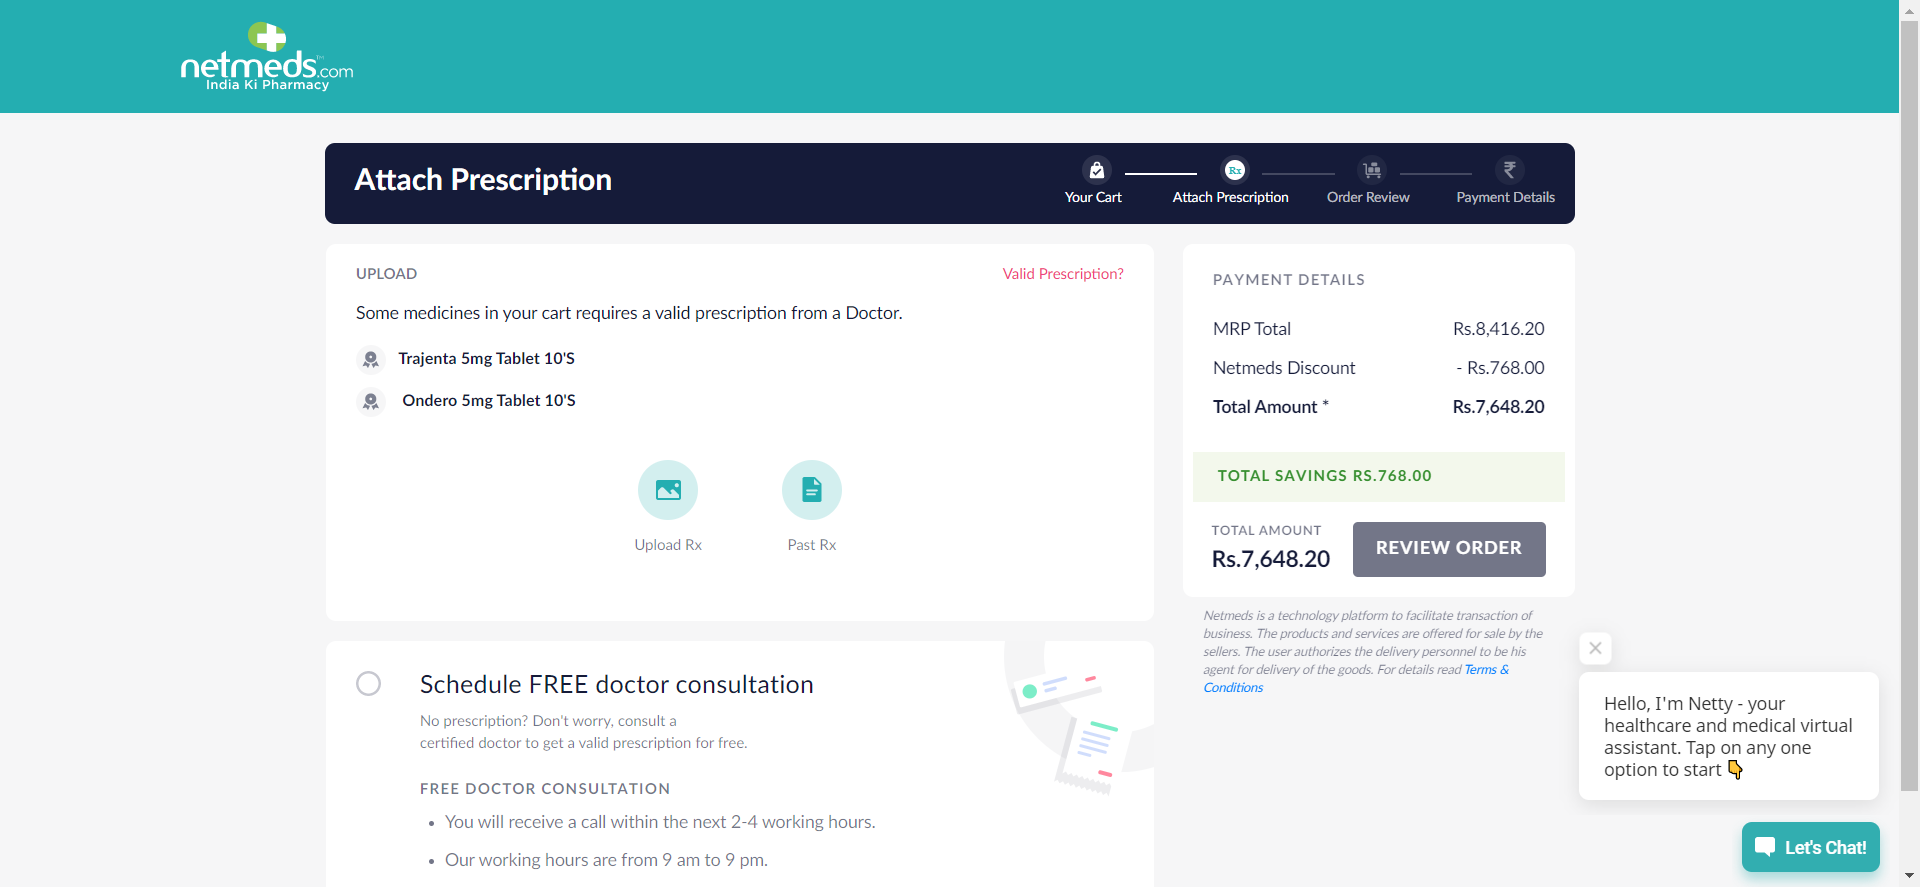 netmeds.com
India Ki Pharmacy
Attach Prescription
Your Cart
Rx
Attach Prescription
Order Review
₹
Payment Details
UPLOAD
Valid Prescription?
Some medicines in your cart requires a valid prescription from a Doctor.
Trajenta 5mg Tablet 10'S
Ondero 5mg Tablet 10'S
Upload Rx
Past Rx
Schedule FREE doctor consultation
No prescription? Don't worry, consult a
certified doctor to get a valid prescription for free.
FREE DOCTOR CONSULTATION
• You will receive a call within the next 2-4 working hours.
• Our working hours are from 9 am to 9 pm.
PAYMENT DETAILS
MRP Total Rs.8,416.20
Netmeds Discount - Rs.768.00
Total Amount * Rs.7,648.20
TOTAL SAVINGS RS.768.00
TOTAL AMOUNT
Rs.7,648.20
REVIEW ORDER
Netmeds is a technology platform to facilitate transaction of
business. The products and services are offered for sale by the
sellers. The user authorizes the delivery personnel to be his
agent for delivery of the goods. For details read Terms &
Conditions
Hello, I'm Netty - your
healthcare and medical virtual
assistant. Tap on any one
option to start 👇
Let's Chat!